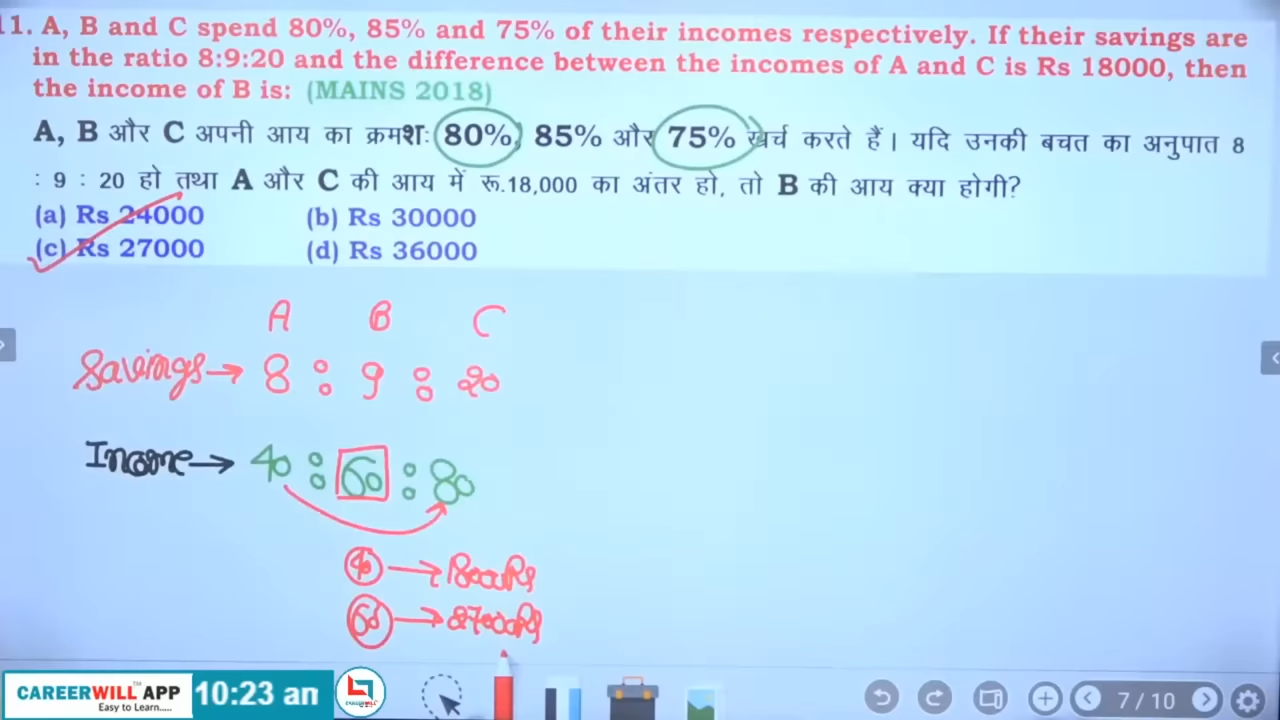 11. A, B and C spend 80%, 85% and 75% of their incomes respectively. If their savings are
in the ratio 8:9:20 and the difference between the incomes of A and C is Rs 18000, then
the income of B is: (MAINS 2018)
A, B और C अपनी आय का क्रमशः 80%, 85% और 75% खर्च करते हैं। यदि उनकी बचत का अनुपात 8
: 9 : 20 हो तथा A और C की आय में रू.18,000 का अंतर हो, तो B की आय क्या होगी?
(a) Rs 24000 (b) Rs 30000
(c) Rs 27000 (d) Rs 36000
A B C
Savings → 8 : 9 : 20
Income → 40 : 60 : 80
40 → 18000Rs
60 → 27000Rs
CAREERWILL™ APP
Easy to Learn.....
10:23 an
CAREERWILL
7 / 10